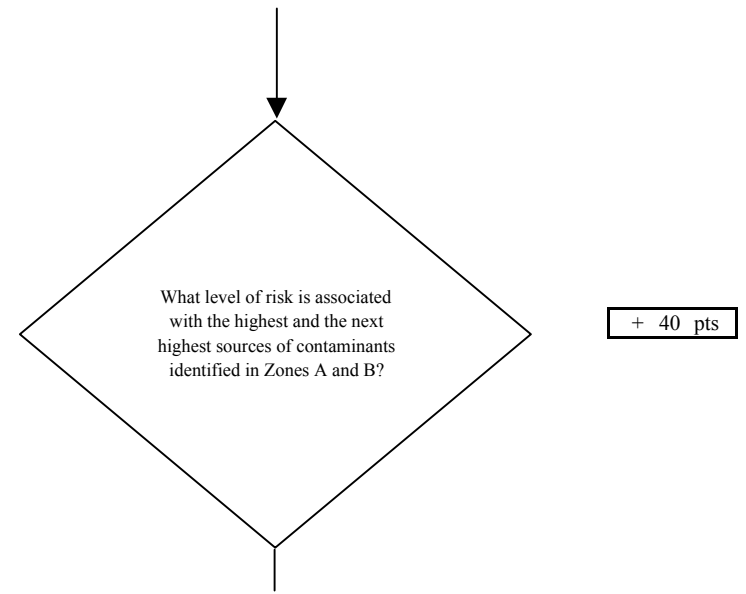 What level of risk is associated
with the highest and the next
highest sources of contaminants
identified in Zones A and B?
+ 40 pts